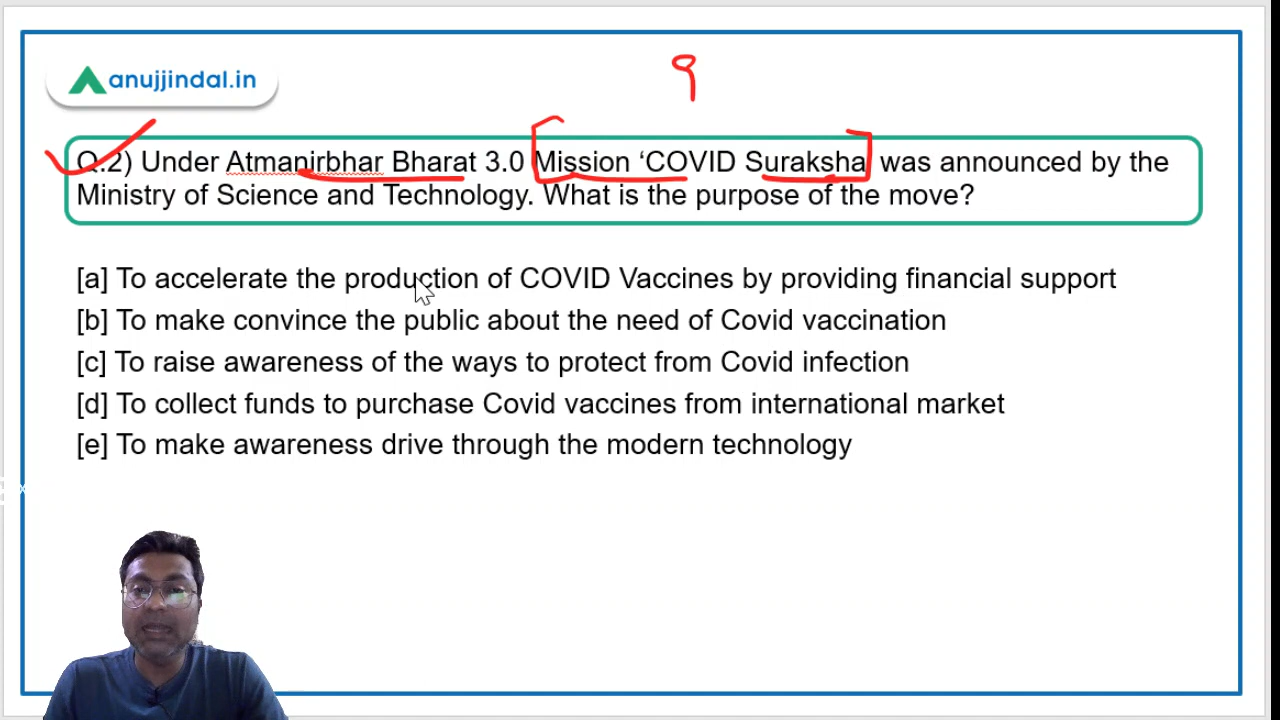 anujjindal.in
9
Q.2) Under Atmanirbhar Bharat 3.0 Mission ‘COVID Suraksha’ was announced by the
Ministry of Science and Technology. What is the purpose of the move?
[a] To accelerate the production of COVID Vaccines by providing financial support
[b] To make convince the public about the need of Covid vaccination
[c] To raise awareness of the ways to protect from Covid infection
[d] To collect funds to purchase Covid vaccines from international market
[e] To make awareness drive through the modern technology